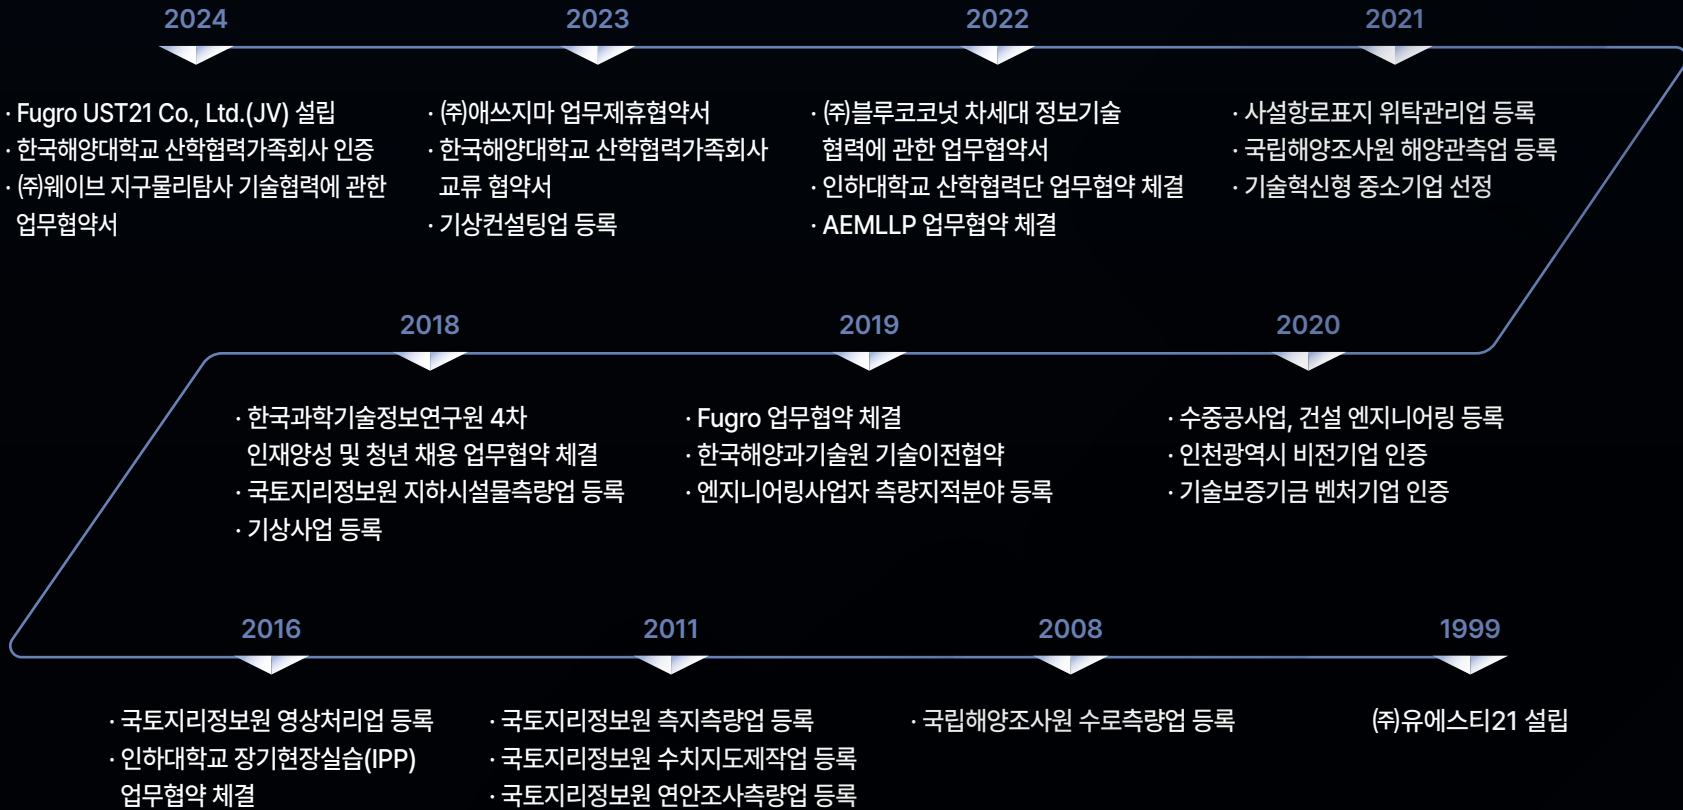 2024
· Fugro UST21 Co., Ltd.(JV) 설립
· 한국해양대학교 산학협력가족회사 인증
· ㈜웨이브 지구물리탐사 기술협력에 관한
업무협약서
2023
· ㈜애쓰지마 업무제휴협약서
· 한국해양대학교 산학협력가족회사
교류 협약서
· 기상컨설팅업 등록
2022
· ㈜블루코코넛 차세대 정보기술
협력에 관한 업무협약서
· 인하대학교 산학협력단 업무협약 체결
· AEMLLP 업무협약 체결
2021
· 사설항로표지 위탁관리업 등록
· 국립해양조사원 해양관측업 등록
· 기술혁신형 중소기업 선정
2018
· 한국과학기술정보연구원 4차
인재양성 및 청년 채용 업무협약 체결
· 국토지리정보원 지하시설물측량업 등록
· 기상사업 등록
2019
· Fugro 업무협약 체결
· 한국해양과기술원 기술이전협약
· 엔지니어링사업자 측량지적분야 등록
2020
· 수중공사업, 건설 엔지니어링 등록
· 인천광역시 비전기업 인증
· 기술보증기금 벤처기업 인증
2016
· 국토지리정보원 영상처리업 등록
· 인하대학교 장기현장실습(IPP)
업무협약 체결
2011
· 국토지리정보원 측지측량업 등록
· 국토지리정보원 수치지도제작업 등록
· 국토지리정보원 연안조사측량업 등록
2008
· 국립해양조사원 수로측량업 등록
1999
㈜유에스티21 설립